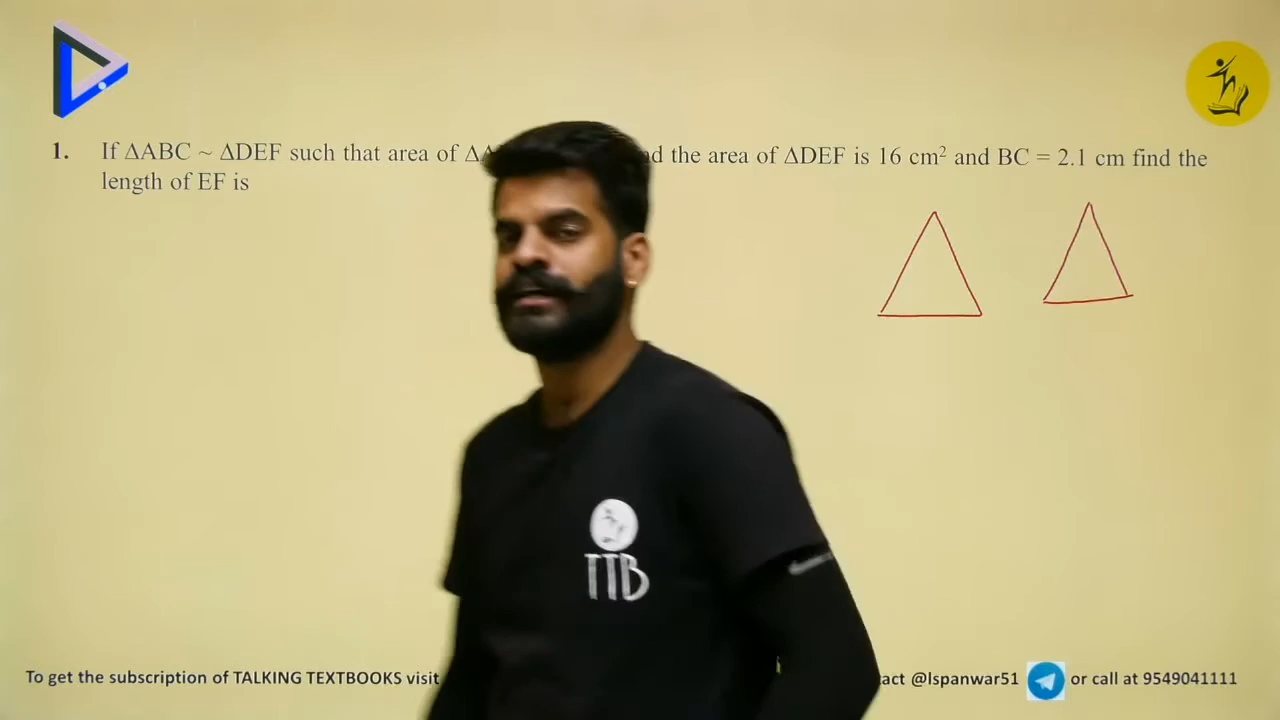 1. If ΔABC ~ ΔDEF such that area of the area of ΔDEF is 16 cm² and BC = 2.1 cm find the
length of EF is
TTB
To get the subscription of TALKING TEXTBOOKS visit @lspanwar51 or call at 9549041111